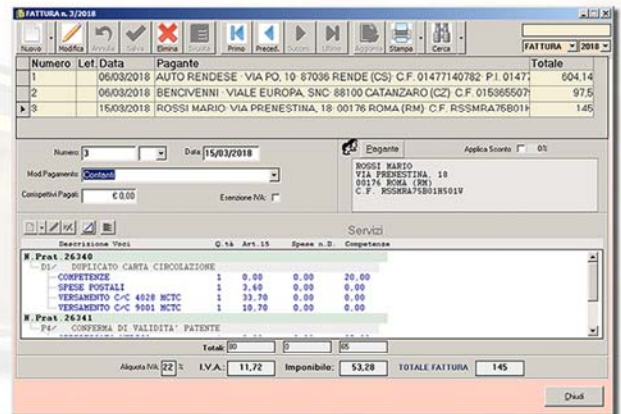 FATTURA n. 3/2018
Nuovo Modifica Annulla Salva Elimina Svuota Primo Preced. Success. Ultimo Aggiorna Stampa Cerca
FATTURA 2018
Numero Let. Data Pagante Totale
1 06/03/2018 AUTO RENDESE - VIA PO, 10- 87036 RENDE (CS)- C.F. 01477140782- P.I. 01477 604,14
2 06/03/2018 BENCIVENNI - VIALE EUROPA, SNC- 88100 CATANZARO (CZ)- C.F. 015365507 97,5
3 15/03/2018 ROSSI MARIO- VIA PRENESTINA, 18- 00176 ROMA (RM)- C.F. RSSMRA75B01H 145
Numero: 3 Data: 15/03/2018 Pagante Applica Sconto 0%
Mod.Pagamento: Contanti
ROSSI MARIO
VIA PRENESTINA, 18
00176 ROMA (RM)
C.F. RSSMRA75B01H501V
Corrispettivi Pagati: € 0,00 Esenzione IVA:
Servizi
Descrizione Voci Q.tà Art.15 Spese n.D. Competenze
N.Prat.26340
D1/ DUPLICATO CARTA CIRCOLAZIONE
COMPETENZE 1 0,00 0,00 20,00
SPESE POSTALI 1 3,60 0,00 0,00
VERSAMENTO C/C 4028 MCTC 1 33,70 0,00 0,00
VERSAMENTO C/C 9001 MCTC 1 10,70 0,00 0,00
N.Prat.26341
P4/ CONFERMA DI VALIDITA' PATENTE
Totali: 80 0 65
Aliquota IVA: 22 % I.V.A.: 11,72 Imponibile: 53,28 TOTALE FATTURA 145
Chiudi